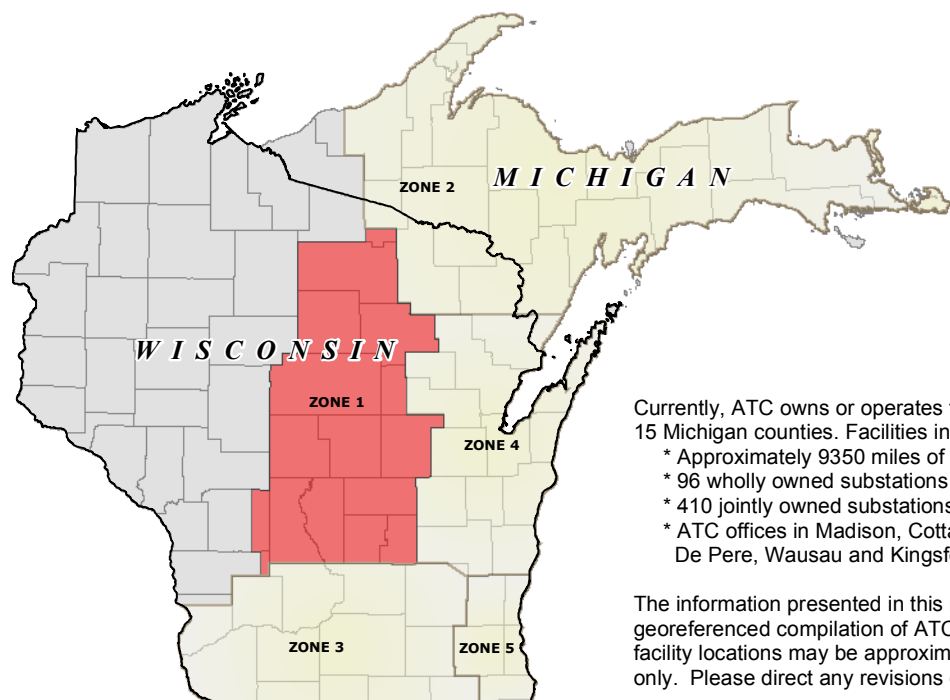 ZONE 2
MICHIGAN
WISCONSIN
ZONE 1
ZONE 4
ZONE 3
ZONE 5
Currently, ATC owns or operates
15 Michigan counties. Facilities in
* Approximately 9350 miles of
* 96 wholly owned substations
* 410 jointly owned substations
* ATC offices in Madison, Cotta
De Pere, Wausau and Kingsf
The information presented in this
georeferenced compilation of ATC
facility locations may be approxim
only. Please direct any revisions